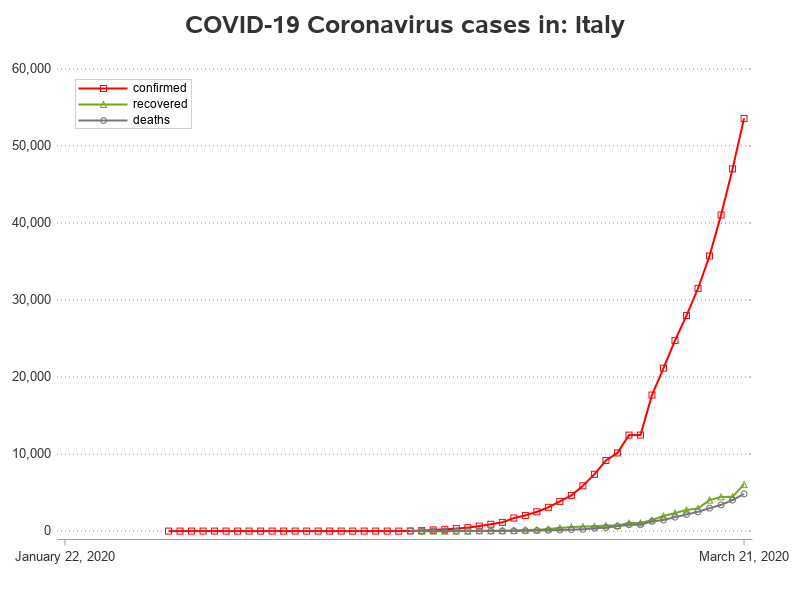 COVID-19 Coronavirus cases in: Italy
60,000
confirmed
recovered
deaths
50,000
40,000
30,000
20,000
10,000
0
January 22, 2020
March 21, 2020